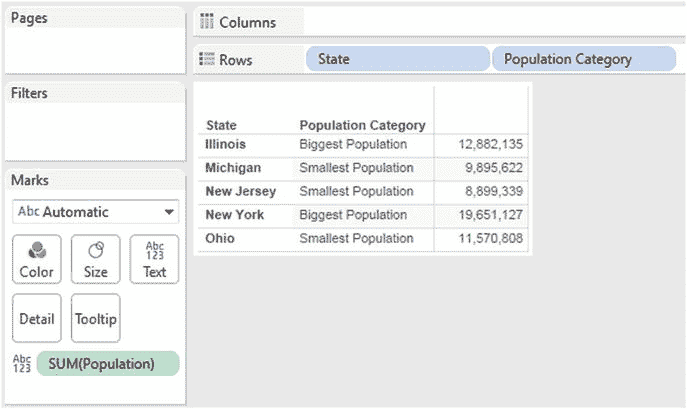 Pages
Columns
Rows State Population Category
Filters
State Population Category
Illinois Biggest Population 12,882,135
Michigan Smallest Population 9,895,622
New Jersey Smallest Population 8,899,339
New York Biggest Population 19,651,127
Ohio Smallest Population 11,570,808
Marks
Abc Automatic
Abc
123
Color Size Text
Detail Tooltip
Abc
123 SUM(Population)